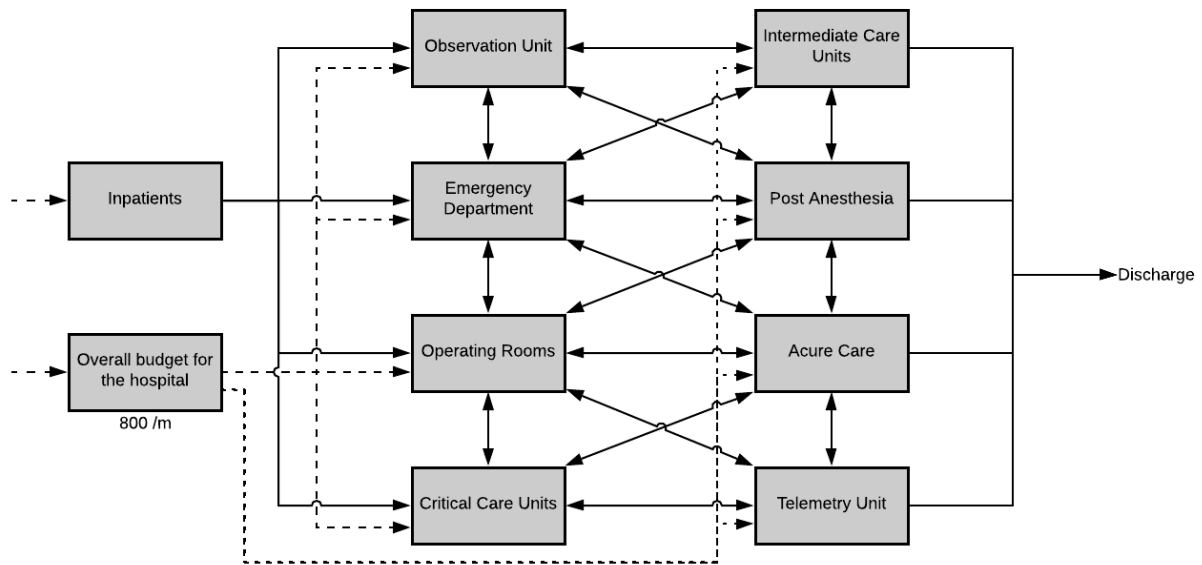 Observation Unit
Intermediate Care
Units
Inpatients
Emergency
Department
Post Anesthesia
Discharge
Overall budget for
the hospital
800 /m
Operating Rooms
Acure Care
Critical Care Units
Telemetry Unit